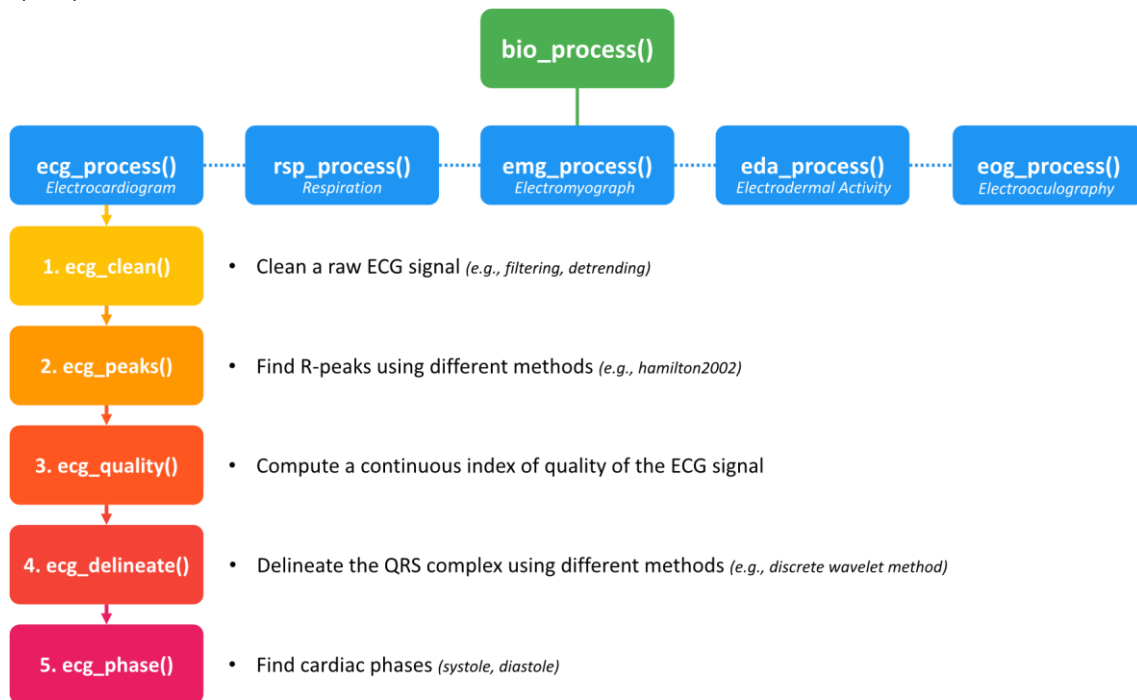 bio_process()
ecg_process()
Electrocardiogram
rsp_process()
Respiration
emg_process()
Electromyograph
eda_process()
Electrodermal Activity
eog_process()
Electrooculography
1. ecg_clean()
• Clean a raw ECG signal (e.g., filtering, detrending)
2. ecg_peaks()
• Find R-peaks using different methods (e.g., hamilton2002)
3. ecg_quality()
• Compute a continuous index of quality of the ECG signal
4. ecg_delineate()
• Delineate the QRS complex using different methods (e.g., discrete wavelet method)
5. ecg_phase()
• Find cardiac phases (systole, diastole)